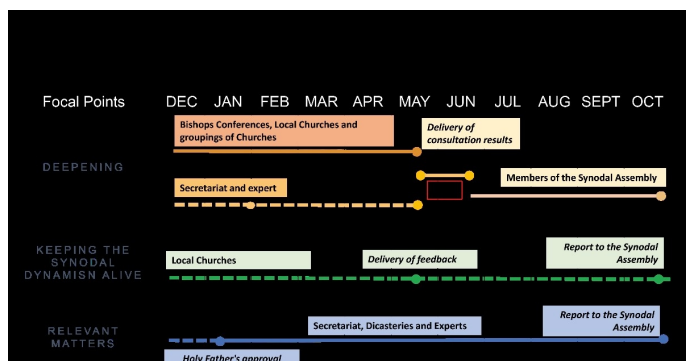 Focal Points DEC JAN FEB MAR APR MAY JUN JUL AUG SEPT OCT
Bishops Conferences, Local Churches and
groupings of Churches
Delivery of
consultation results
DEEPENING
Secretariat and expert
Members of the Synodal Assembly
KEEPING THE
SYNODAL
DYNAMISN ALIVE
Local Churches
Delivery of feedback
Report to the Synodal
Assembly
RELEVANT
MATTERS
Secretariat, Dicasteries and Experts
Report to the Synodal
Assembly
Holy Father's approval